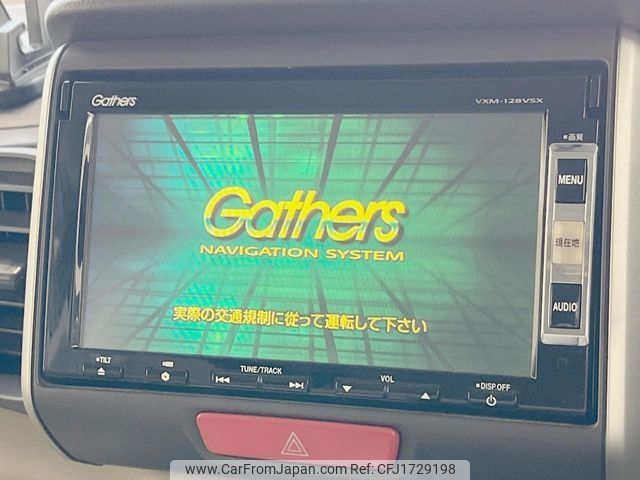 Gathers
VXM-128VSX
■画質
MENU
Gathers
NAVIGATION SYSTEM
現在地
実際の交通規制に従って運転して下さい
AUDIO
■TILT
TUNE/TRACK
VOL
■DISP.OFF
www.CarFromJapan.com Ref:CFJ1729198